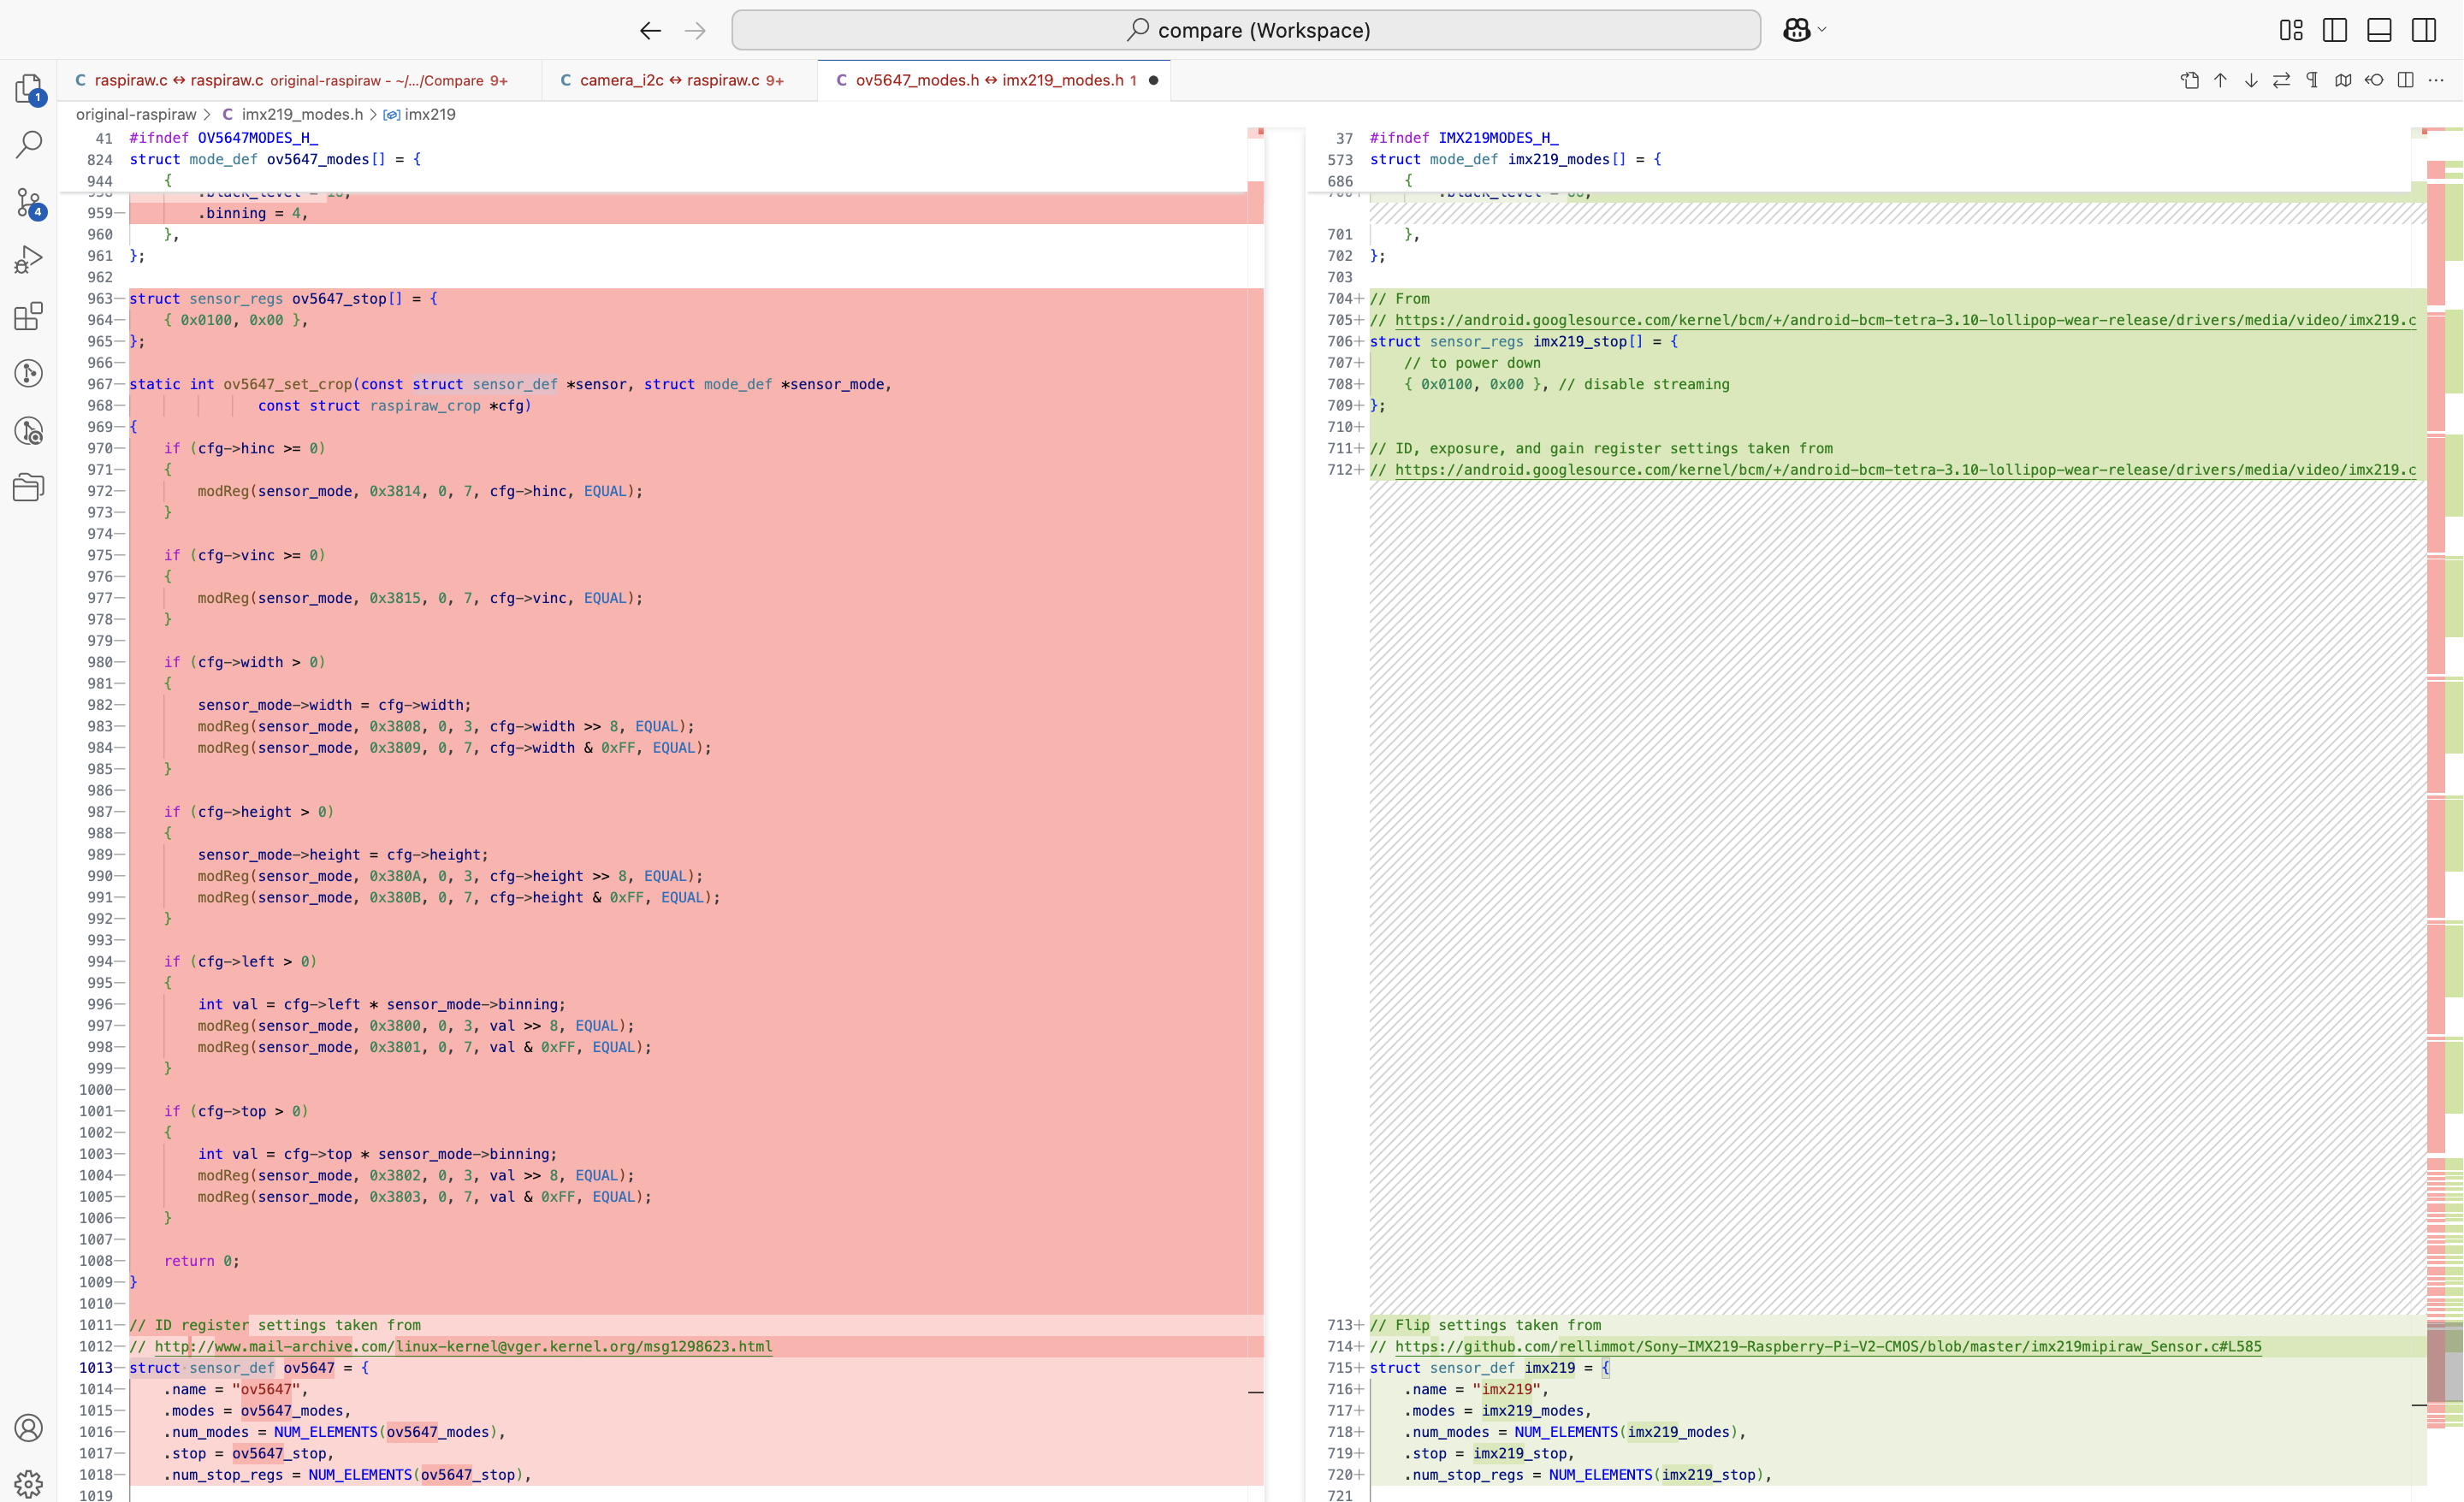 compare (Workspace)
raspiraw.c ↔ raspiraw.c original-raspiraw - ~/.../Compare 9+
camera_i2c ↔ raspiraw.c 9+
ov5647_modes.h ↔ imx219_modes.h 1
1
4
original-raspiraw > C imx219_modes.h > imx219
41 #ifndef OV5647MODES_H_
824 struct mode_def ov5647_modes[] = {
944 {
959 .binning = 4,
960 },
961 };
962
963 struct sensor_regs ov5647_stop[] = {
964 { 0x0100, 0x00 },
965 };
966
967 static int ov5647_set_crop(const struct sensor_def *sensor, struct mode_def *sensor_mode,
968 const struct raspiraw_crop *cfg)
969 {
970 if (cfg->hinc >= 0)
971 {
972 modReg(sensor_mode, 0x3814, 0, 7, cfg->hinc, EQUAL);
973 }
974
975 if (cfg->vinc >= 0)
976 {
977 modReg(sensor_mode, 0x3815, 0, 7, cfg->vinc, EQUAL);
978 }
979
980 if (cfg->width > 0)
981 {
982 sensor_mode->width = cfg->width;
983 modReg(sensor_mode, 0x3808, 0, 3, cfg->width >> 8, EQUAL);
984 modReg(sensor_mode, 0x3809, 0, 7, cfg->width & 0xFF, EQUAL);
985 }
986
987 if (cfg->height > 0)
988 {
989 sensor_mode->height = cfg->height;
990 modReg(sensor_mode, 0x380A, 0, 3, cfg->height >> 8, EQUAL);
991 modReg(sensor_mode, 0x380B, 0, 7, cfg->height & 0xFF, EQUAL);
992 }
993
994 if (cfg->left > 0)
995 {
996 int val = cfg->left * sensor_mode->binning;
997 modReg(sensor_mode, 0x3800, 0, 3, val >> 8, EQUAL);
998 modReg(sensor_mode, 0x3801, 0, 7, val & 0xFF, EQUAL);
999 }
1000
1001 if (cfg->top > 0)
1002 {
1003 int val = cfg->top * sensor_mode->binning;
1004 modReg(sensor_mode, 0x3802, 0, 3, val >> 8, EQUAL);
1005 modReg(sensor_mode, 0x3803, 0, 7, val & 0xFF, EQUAL);
1006 }
1007
1008 return 0;
1009 }
1010
1011 // ID register settings taken from
1012 // http://www.mail-archive.com/linux-kernel@vger.kernel.org/msg1298623.html
1013 struct sensor_def ov5647 = {
1014 .name = "ov5647",
1015 .modes = ov5647_modes,
1016 .num_modes = NUM_ELEMENTS(ov5647_modes),
1017 .stop = ov5647_stop,
1018 .num_stop_regs = NUM_ELEMENTS(ov5647_stop),
1019
37 #ifndef IMX219MODES_H_
573 struct mode_def imx219_modes[] = {
686 {
701 },
702 };
703
704+ // From
705+ // https://android.googlesource.com/kernel/bcm/+/android-bcm-tetra-3.10-lollipop-wear-release/drivers/media/video/imx219.c
706+ struct sensor_regs imx219_stop[] = {
707+ // to power down
708+ { 0x0100, 0x00 }, // disable streaming
709+ };
710+
711+ // ID, exposure, and gain register settings taken from
712+ // https://android.googlesource.com/kernel/bcm/+/android-bcm-tetra-3.10-lollipop-wear-release/drivers/media/video/imx219.c
713+ // Flip settings taken from
714+ // https://github.com/rellimmot/Sony-IMX219-Raspberry-Pi-V2-CMOS/blob/master/imx219mipiraw_Sensor.c#L585
715+ struct sensor_def imx219 = {
716+ .name = "imx219",
717+ .modes = imx219_modes,
718+ .num_modes = NUM_ELEMENTS(imx219_modes),
719+ .stop = imx219_stop,
720+ .num_stop_regs = NUM_ELEMENTS(imx219_stop),
721